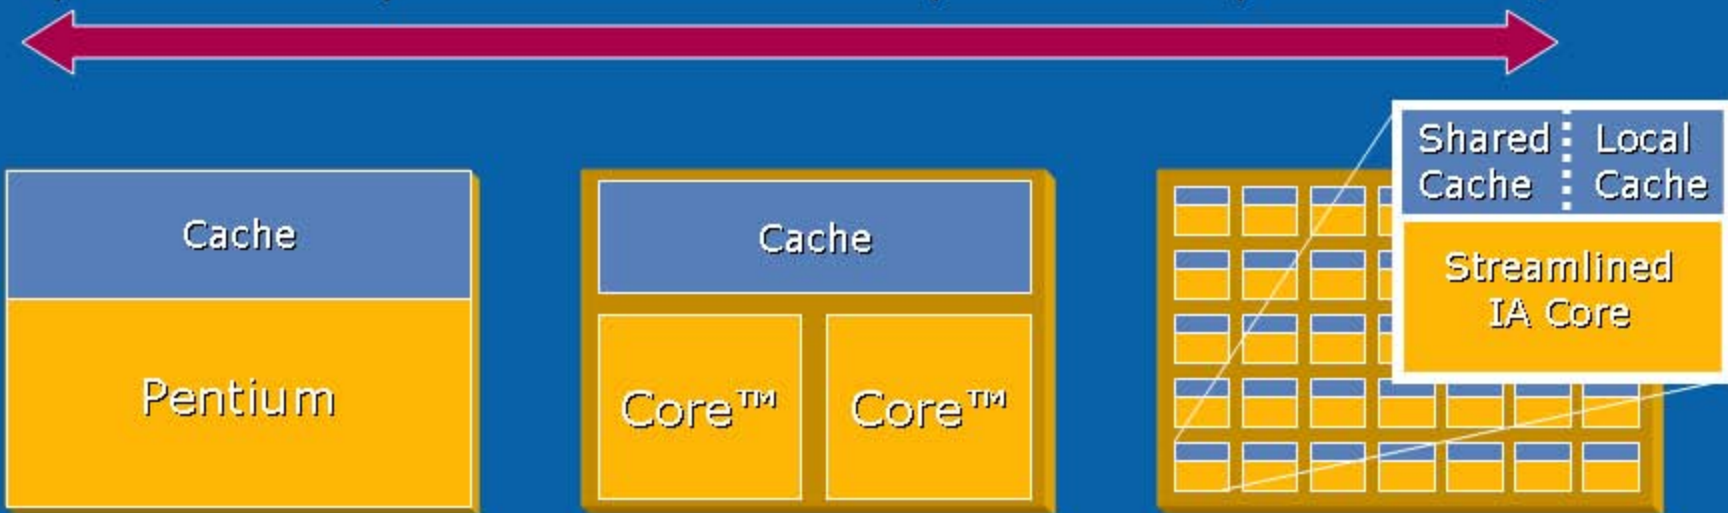 Cache
Pentium
Cache
Core™ Core™
Shared Local
Cache Cache
Streamlined
IA Core